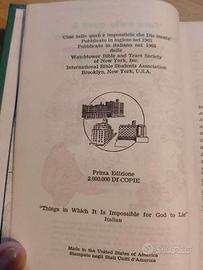 "Cose nelle quali è impossibile che Dio menta"
Pubblicato in inglese nel 1965
Pubblicato in italiano nel 1965
dalla
Watchtower Bible and Tract Society
of New York, Inc.
International Bible Students Association
Brooklyn, New York, U.S.A.
Prima Edizione
2.000.000 DI COPIE
"Things in Which It Is Impossible for God to Lie"
Italian
Made in the United States of America
Stampato negli Stati Uniti d'America
subito.it